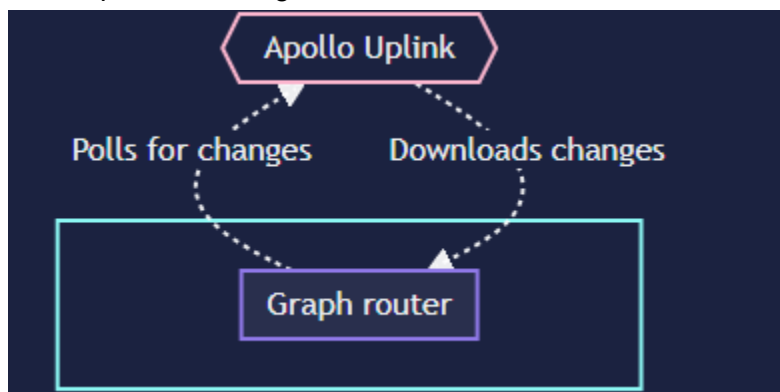 Apollo Uplink
Polls for changes
Downloads changes
Graph router